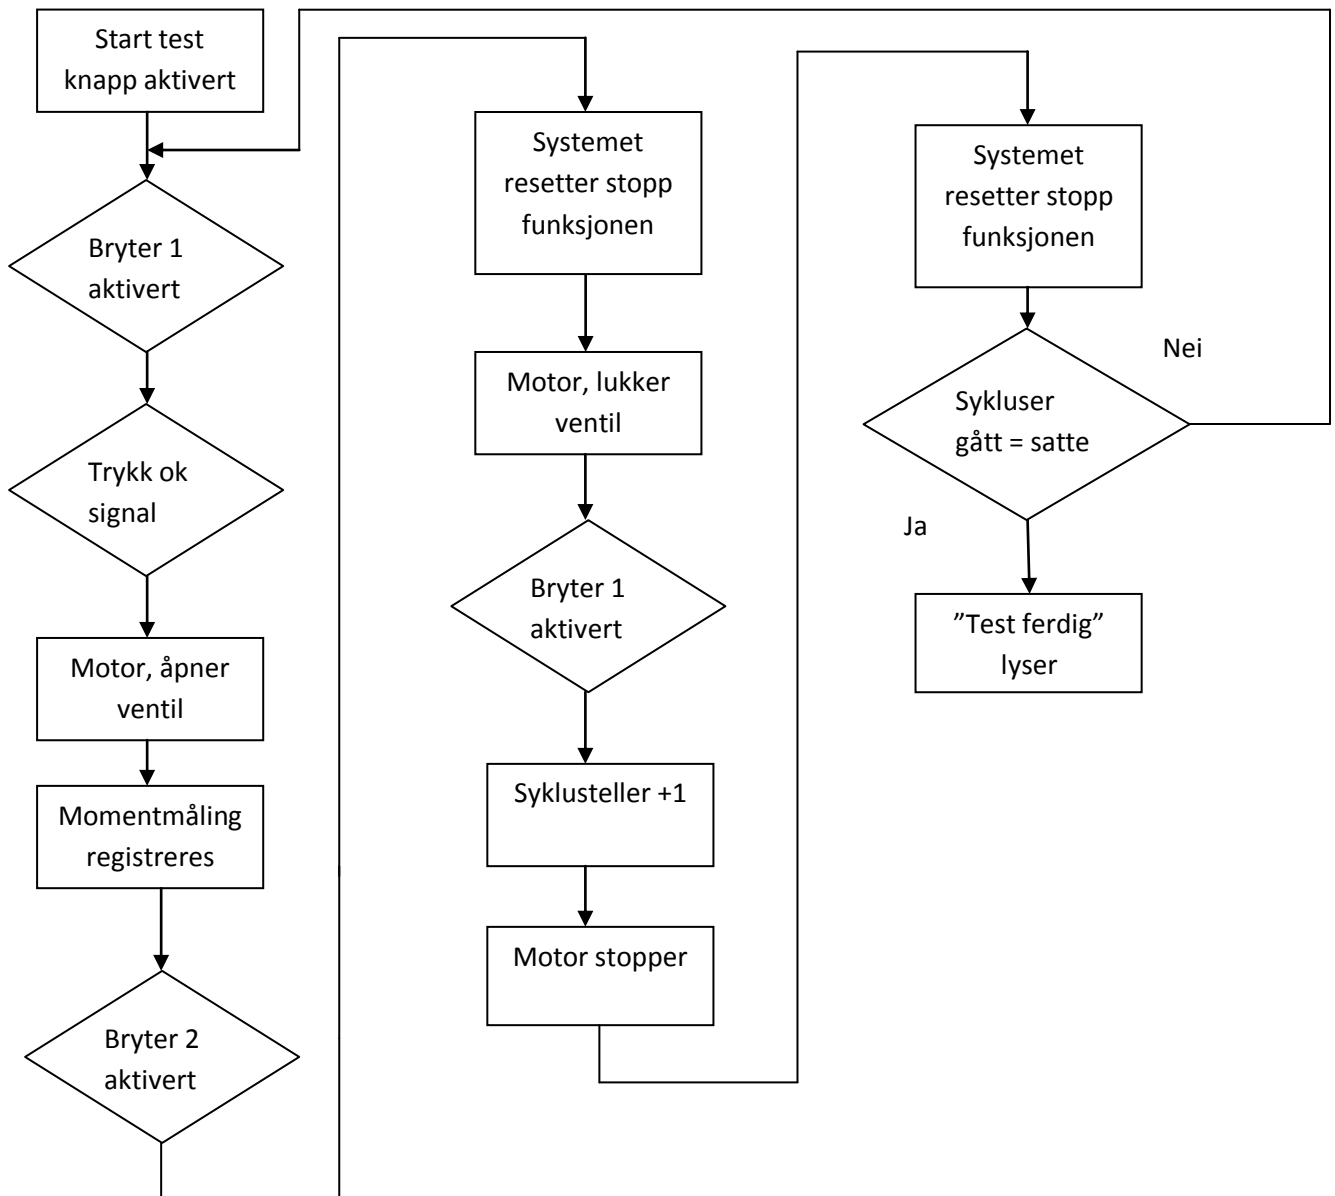 Start test
knapp aktivert
Bryter 1
aktivert
Trykk ok
signal
Motor, åpner
ventil
Momentmåling
registreres
Bryter 2
aktivert
Systemet
resetter stopp
funksjonen
Motor, lukker
ventil
Bryter 1
aktivert
Syklusteller +1
Motor stopper
Systemet
resetter stopp
funksjonen
Sykluser
gått = satte
Nei
Ja
”Test ferdig”
lyser